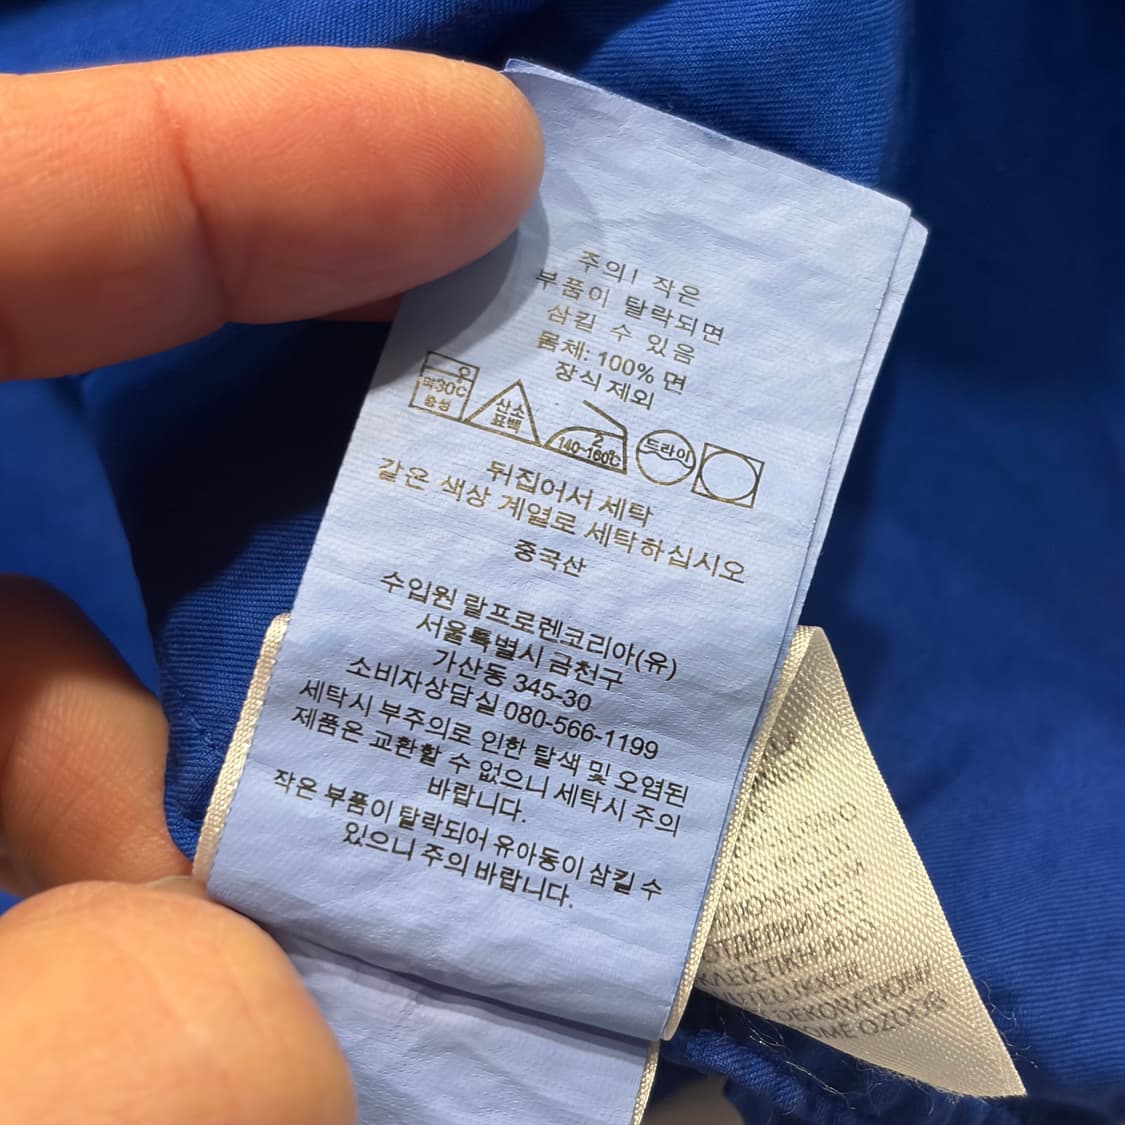 주의! 작은
부품이 탈락되면
삼킬 수 있음
몸체: 100% 면
장식 제외
약30℃
중성
산소
표백
2
140~160℃
드라이
뒤집어서 세탁
같은 색상 계열로 세탁하십시오
중국산
수입원 랄프로렌코리아(유)
서울특별시 금천구
가산동 345-30
소비자상담실 080-566-1199
세탁시 부주의로 인한 탈색 및 오염된
제품은 교환할 수 없으니 세탁시 주의
바랍니다.
작은 부품이 탈락되어 유아동이 삼킬 수
있으니 주의 바랍니다.
DEKORATION/